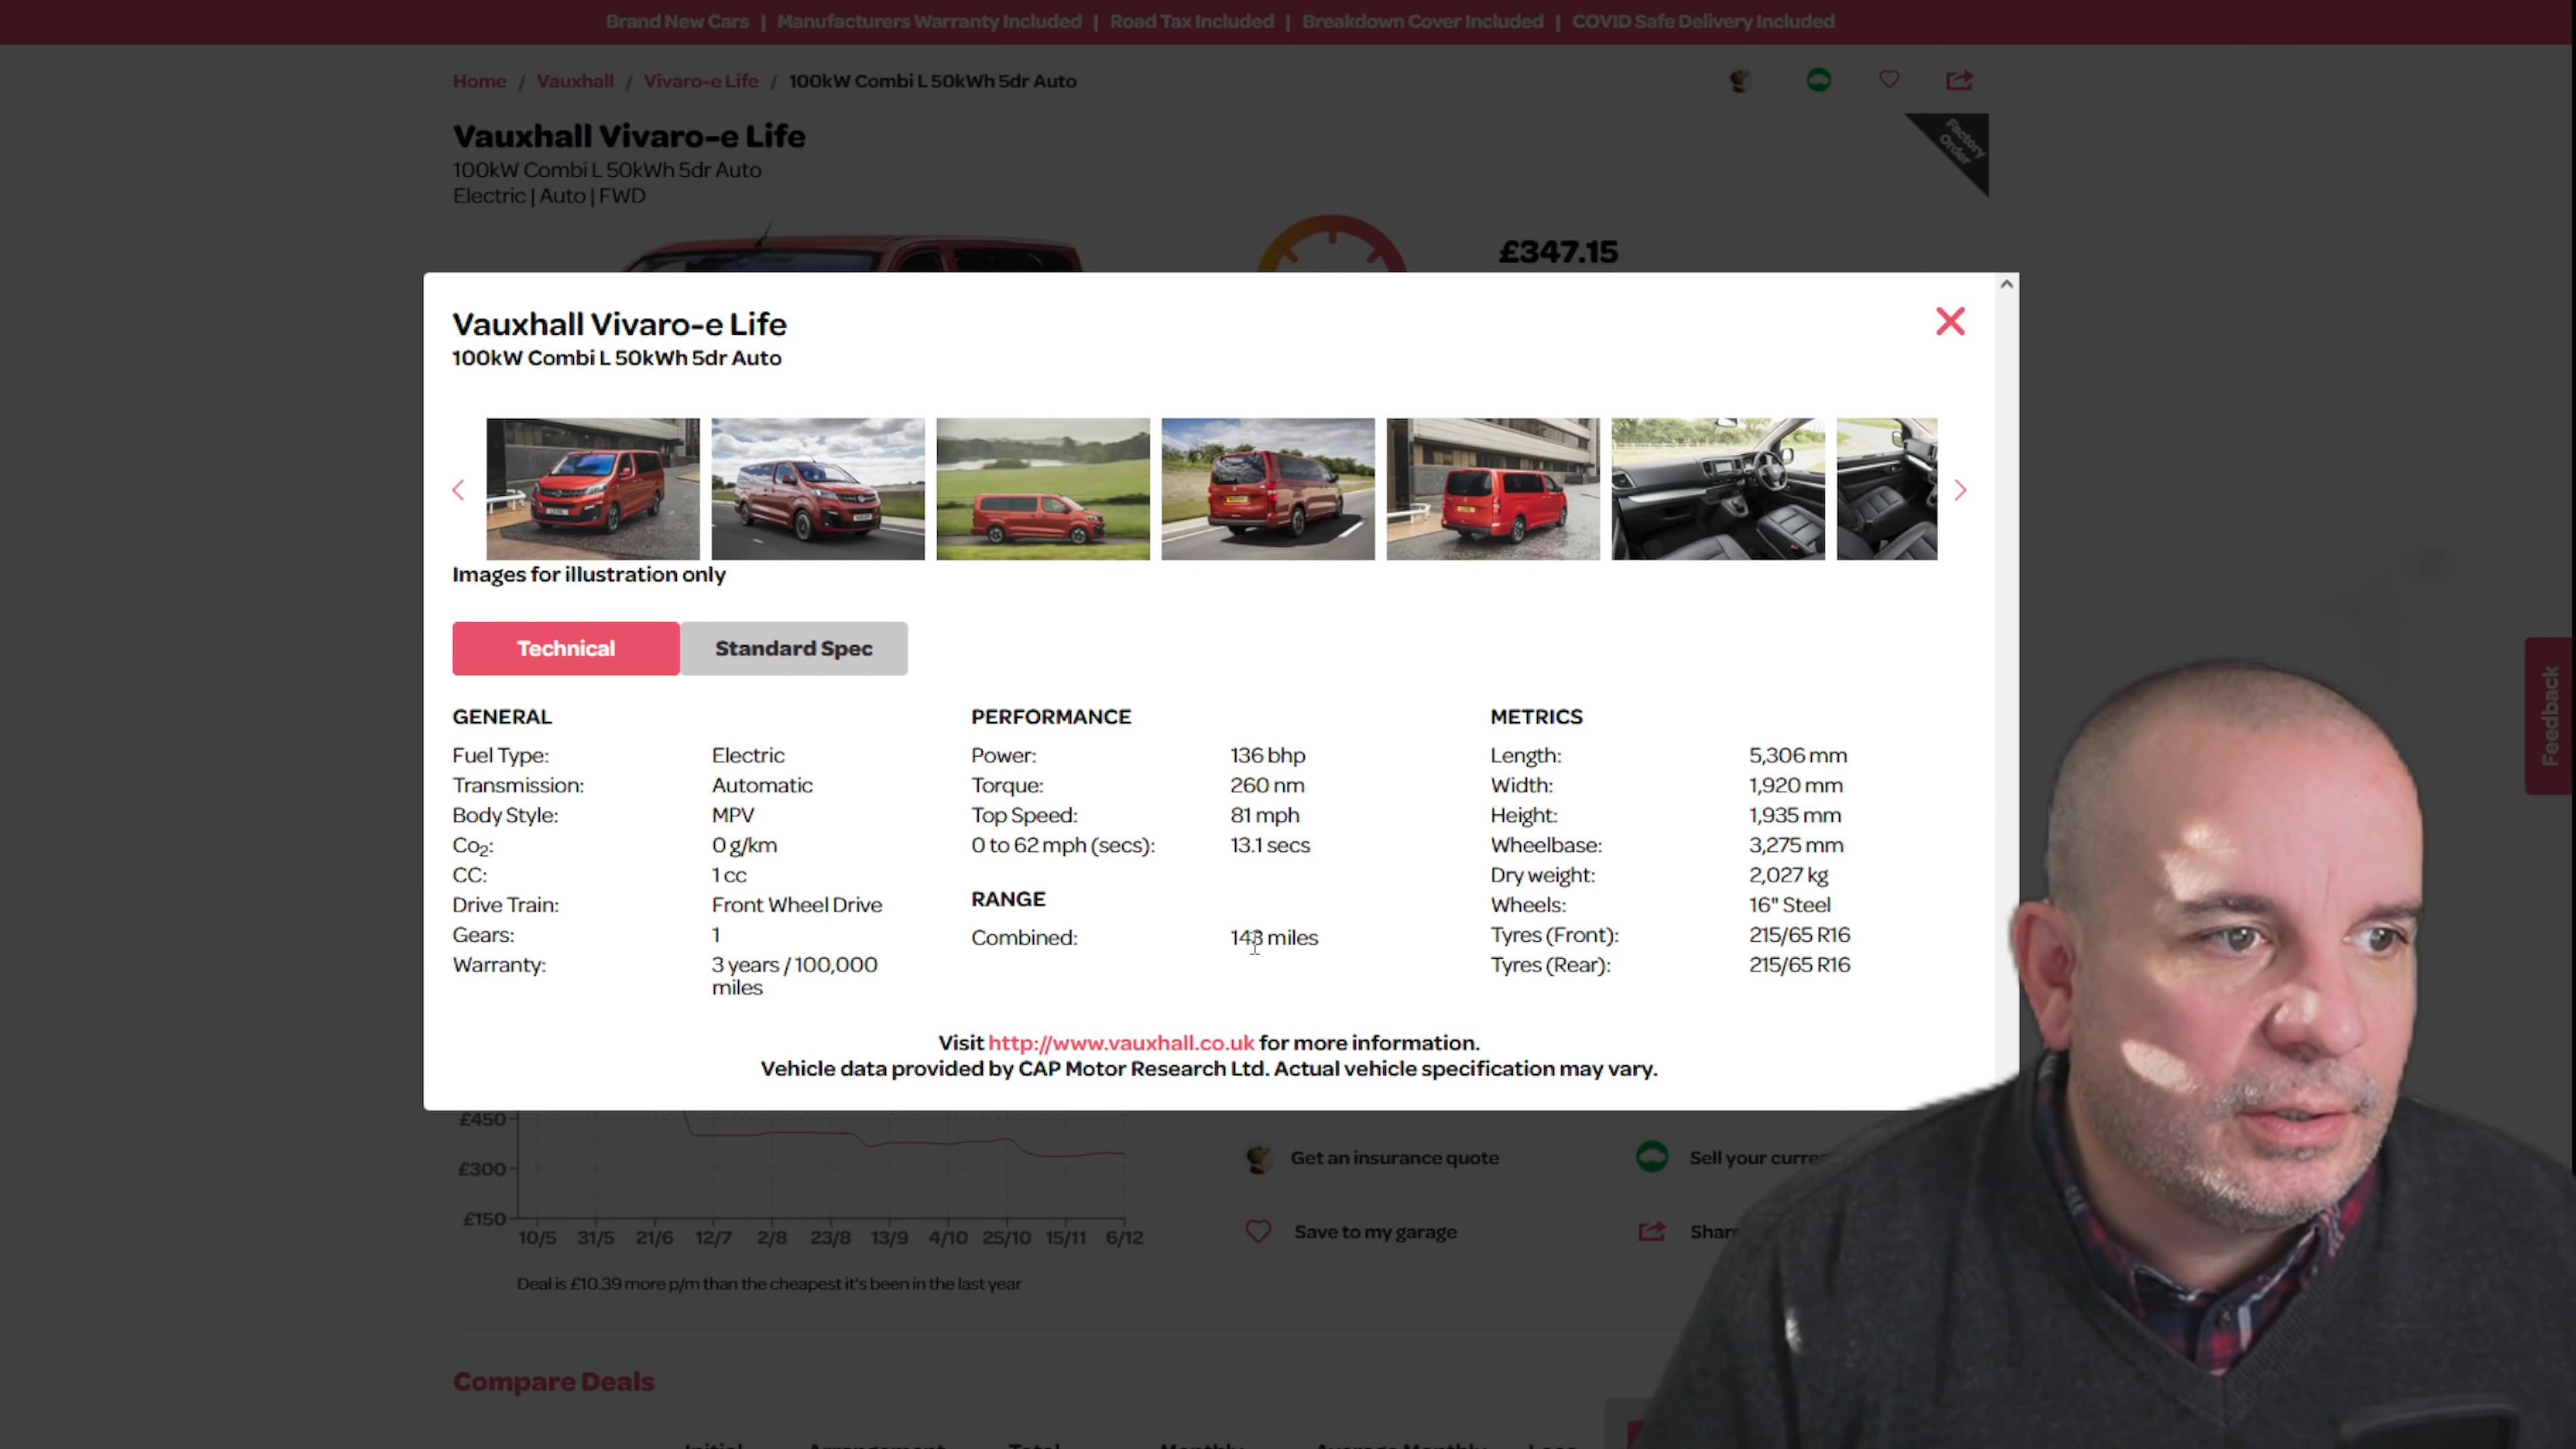 Brand New Cars | Manufacturers Warranty Included | Road Tax Included | Breakdown Cover Included | COVID Safe Delivery Included
Home / Vauxhall / Vivaro-e Life / 100kW Combi L 50kWh 5dr Auto
Vauxhall Vivaro-e Life
100kW Combi L 50kWh 5dr Auto
Electric | Auto | FWD
Factory
Order
£347.15
Vauxhall Vivaro-e Life
100kW Combi L 50kWh 5dr Auto
Images for illustration only
Technical
Standard Spec
GENERAL
Fuel Type: Electric
Transmission: Automatic
Body Style: MPV
Co₂: 0 g/km
CC: 1 cc
Drive Train: Front Wheel Drive
Gears: 1
Warranty: 3 years / 100,000
miles
PERFORMANCE
Power: 136 bhp
Torque: 260 nm
Top Speed: 81 mph
0 to 62 mph (secs): 13.1 secs
RANGE
Combined: 143 miles
METRICS
Length: 5,306 mm
Width: 1,920 mm
Height: 1,935 mm
Wheelbase: 3,275 mm
Dry weight: 2,027 kg
Wheels: 16" Steel
Tyres (Front): 215/65 R16
Tyres (Rear): 215/65 R16
Visit http://www.vauxhall.co.uk for more information.
Vehicle data provided by CAP Motor Research Ltd. Actual vehicle specification may vary.
Feedback
£450
£300
£150
10/5 31/5 21/6 12/7 2/8 23/8 13/9 4/10 25/10 15/11 6/12
Deal is £10.39 more p/m than the cheapest it's been in the last year
Get an insurance quote
Sell your curre
Save to my garage
Shar
Compare Deals